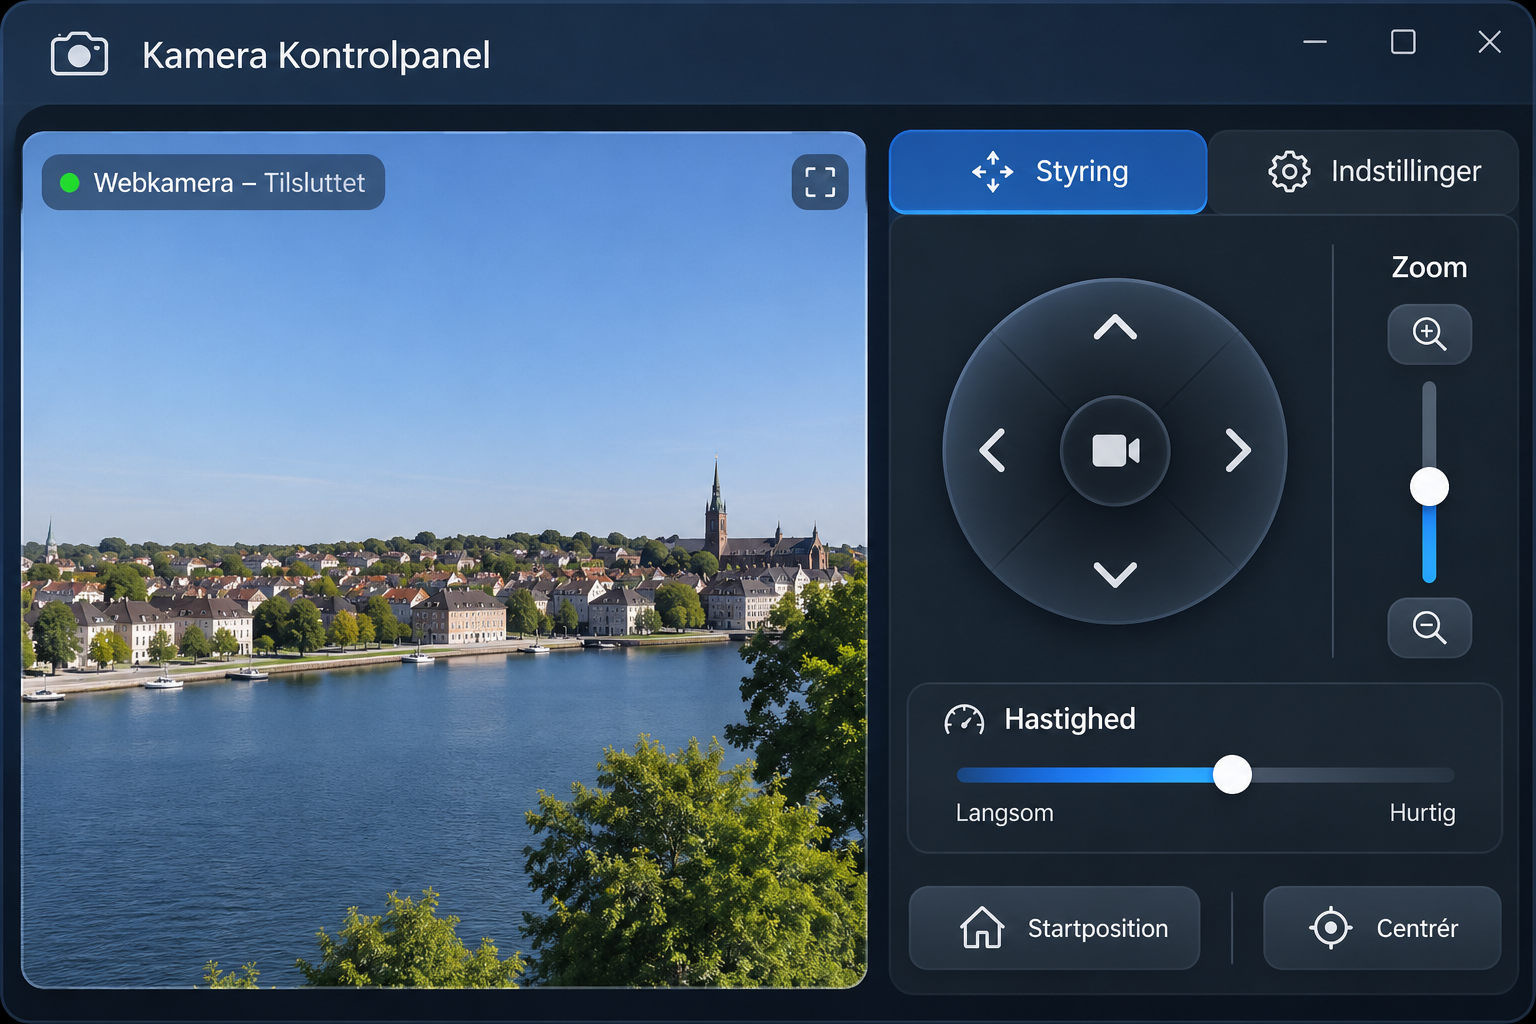 Kamera Kontrolpanel
Webkamera – Tilsluttet
Styring
Indstillinger
Zoom
Hastighed
Langsom
Hurtig
Startposition
Centrér